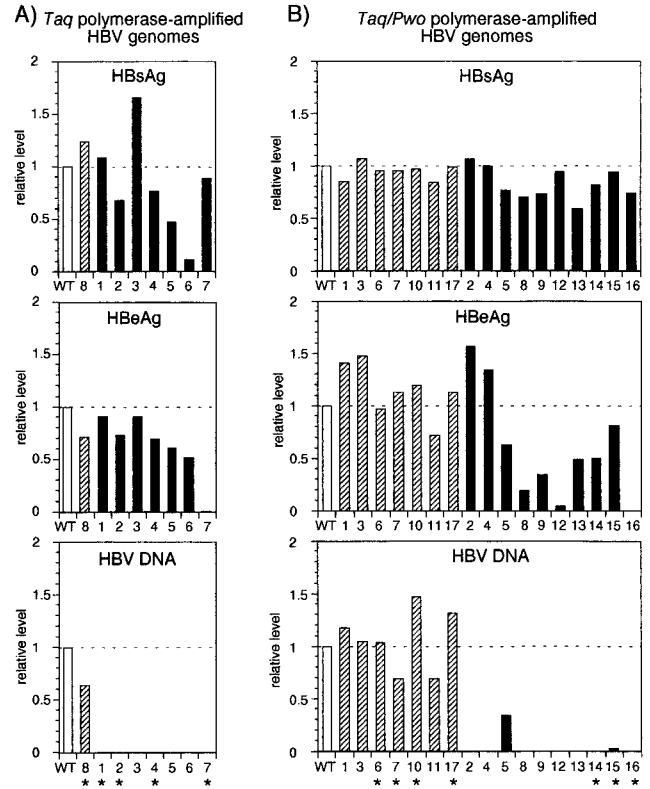 A) Taq polymerase-amplified
HBV genomes
HBsAg
2
1.5
1
0.5
0
relative level
WT 8 1 2 3 4 5 6 7
HBeAg
2
1.5
1
0.5
0
relative level
WT 8 1 2 3 4 5 6 7
HBV DNA
2
1.5
1
0.5
0
relative level
WT 8 1 2 3 4 5 6 7
* * * * *
B) Taq/Pwo polymerase-amplified
HBV genomes
HBsAg
2
1.5
1
0.5
0
relative level
WT 1 3 6 7 10 11 17 2 4 5 8 9 12 13 14 15 16
HBeAg
2
1.5
1
0.5
0
relative level
WT 1 3 6 7 10 11 17 2 4 5 8 9 12 13 14 15 16
HBV DNA
2
1.5
1
0.5
0
relative level
WT 1 3 6 7 10 11 17 2 4 5 8 9 12 13 14 15 16
* * * * * * *